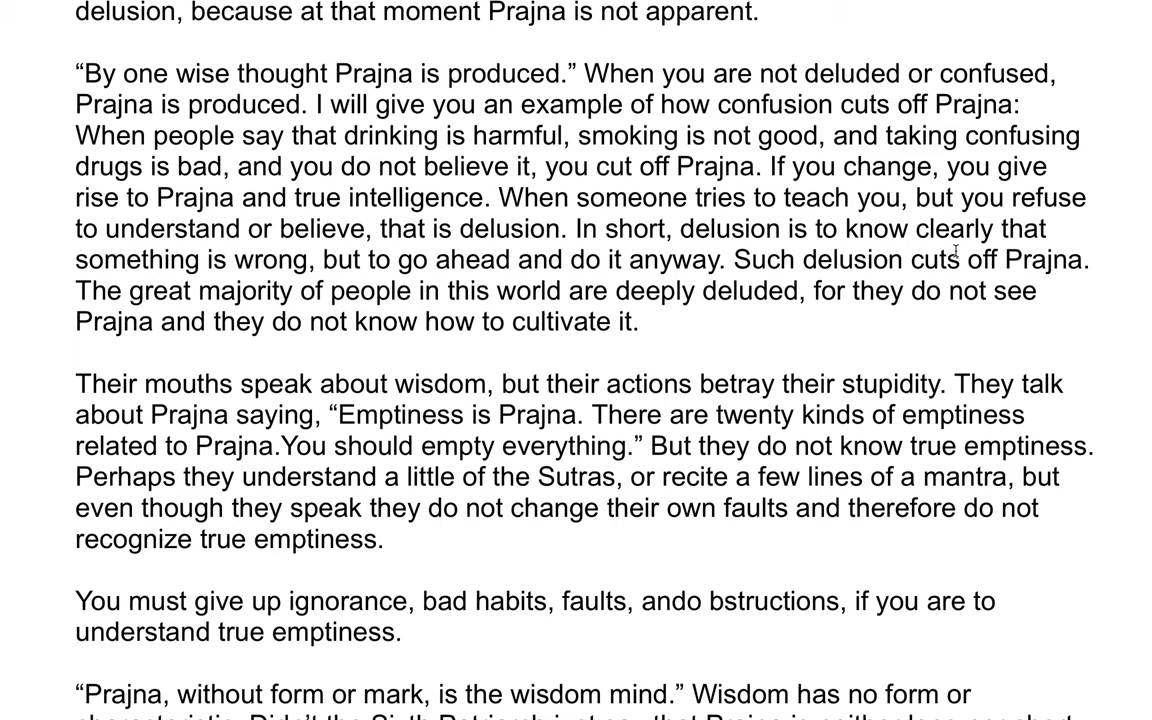 delusion, because at that moment Prajna is not apparent.
“By one wise thought Prajna is produced.” When you are not deluded or confused,
Prajna is produced. I will give you an example of how confusion cuts off Prajna:
When people say that drinking is harmful, smoking is not good, and taking confusing
drugs is bad, and you do not believe it, you cut off Prajna. If you change, you give
rise to Prajna and true intelligence. When someone tries to teach you, but you refuse
to understand or believe, that is delusion. In short, delusion is to know clearly that
something is wrong, but to go ahead and do it anyway. Such delusion cuts off Prajna.
The great majority of people in this world are deeply deluded, for they do not see
Prajna and they do not know how to cultivate it.
Their mouths speak about wisdom, but their actions betray their stupidity. They talk
about Prajna saying, “Emptiness is Prajna. There are twenty kinds of emptiness
related to Prajna.You should empty everything.” But they do not know true emptiness.
Perhaps they understand a little of the Sutras, or recite a few lines of a mantra, but
even though they speak they do not change their own faults and therefore do not
recognize true emptiness.
You must give up ignorance, bad habits, faults, ando bstructions, if you are to
understand true emptiness.
“Prajna, without form or mark, is the wisdom mind.” Wisdom has no form or